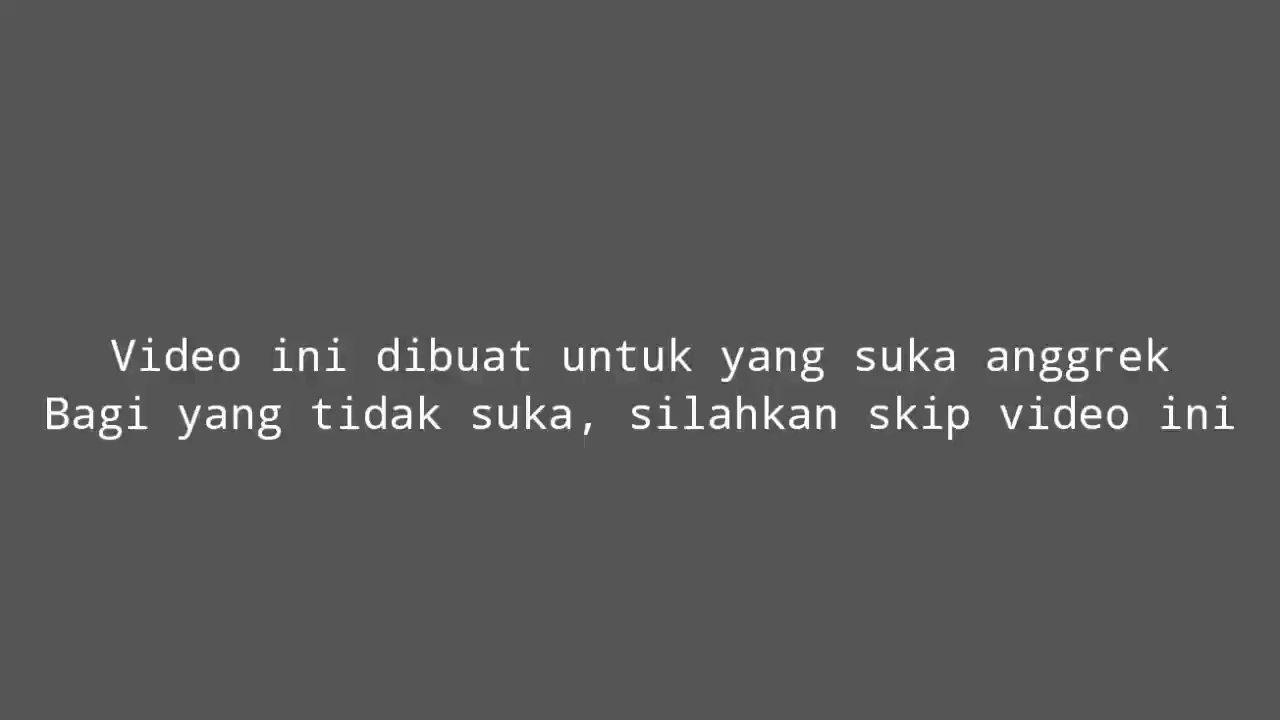 Video ini dibuat untuk yang suka anggrek
Bagi yang tidak suka, silahkan skip video ini